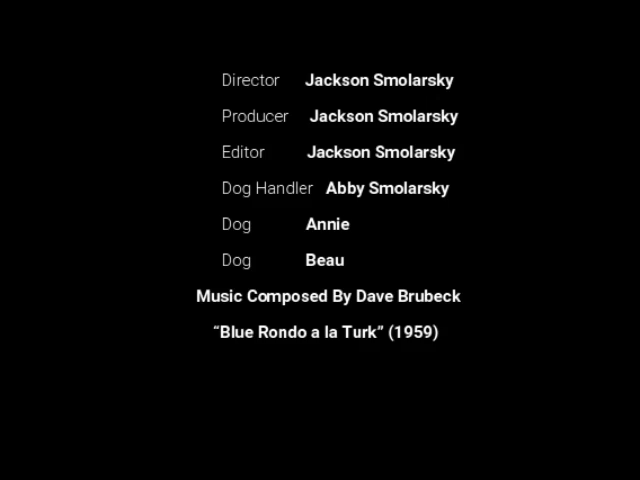 Director Jackson Smolarsky
Producer Jackson Smolarsky
Editor Jackson Smolarsky
Dog Handler Abby Smolarsky
Dog Annie
Dog Beau
Music Composed By Dave Brubeck
“Blue Rondo a la Turk” (1959)